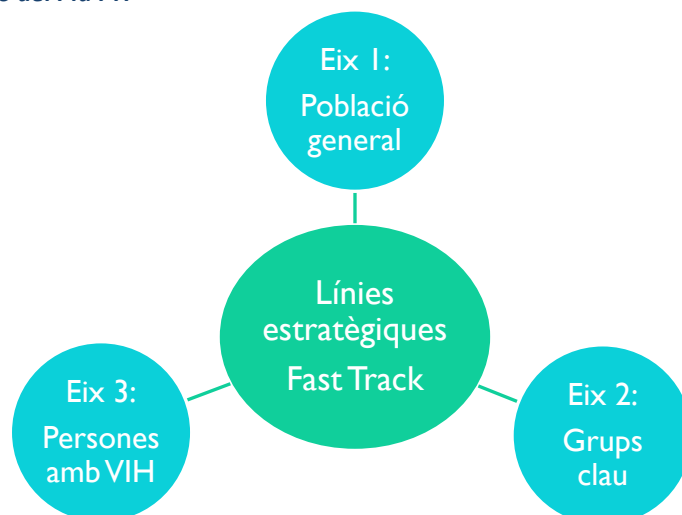 Eix 1:
Població
general
Línies
estratègiques
Fast Track
Eix 3:
Persones
amb VIH
Eix 2:
Grups
clau